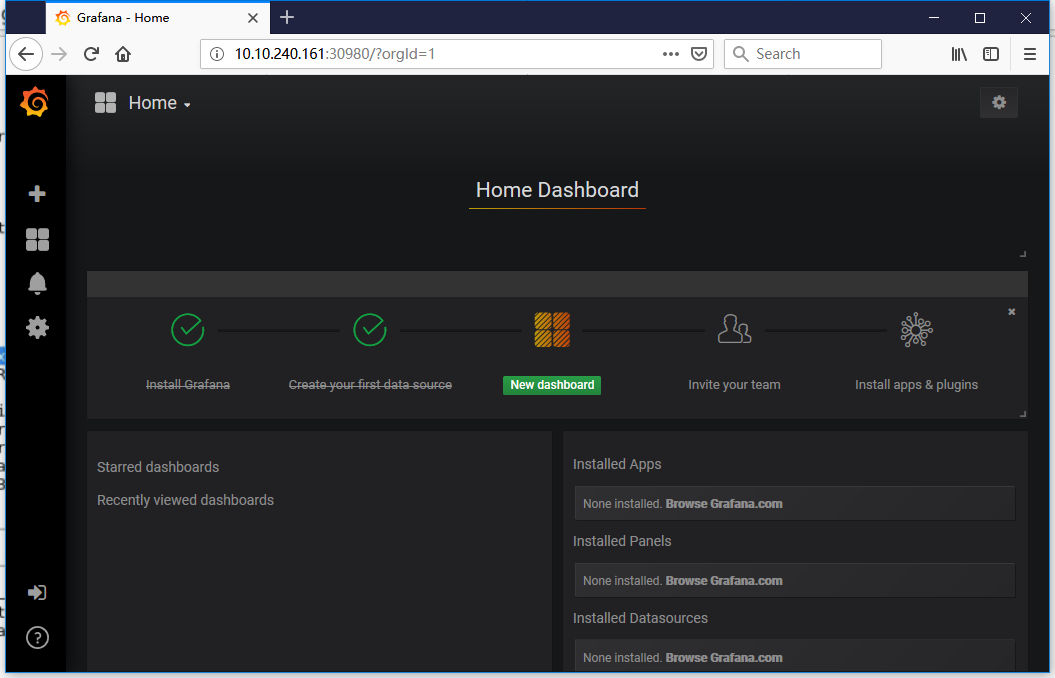 Grafana - Home
10.10.240.161:30980/?orgId=1
Search
Home
Home Dashboard
Install Grafana
Create your first data source
New dashboard
Invite your team
Install apps & plugins
Starred dashboards
Recently viewed dashboards
Installed Apps
None installed. Browse Grafana.com
Installed Panels
None installed. Browse Grafana.com
Installed Datasources
None installed. Browse Grafana.com